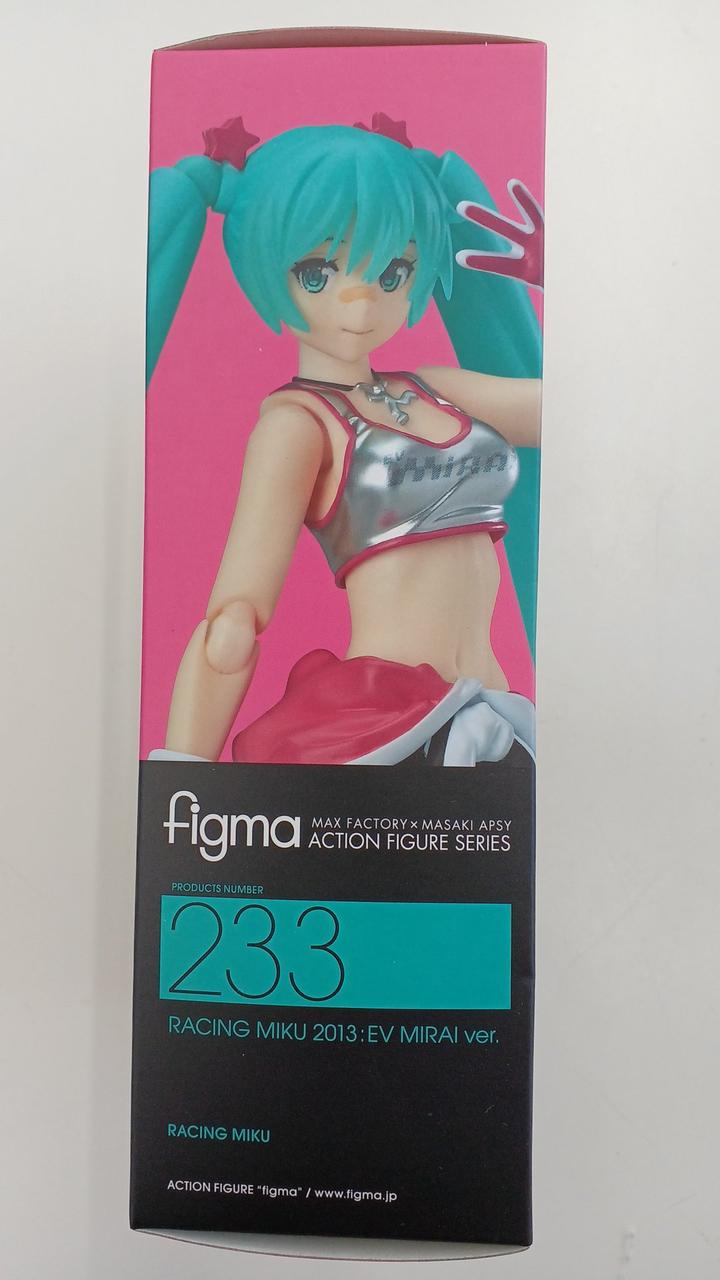 MIRAI
figma
MAX FACTORY × MASAKI APSY
ACTION FIGURE SERIES
PRODUCTS NUMBER
233
RACING MIKU 2013:EV MIRAI ver.
RACING MIKU
ACTION FIGURE "figma" / www.figma.jp